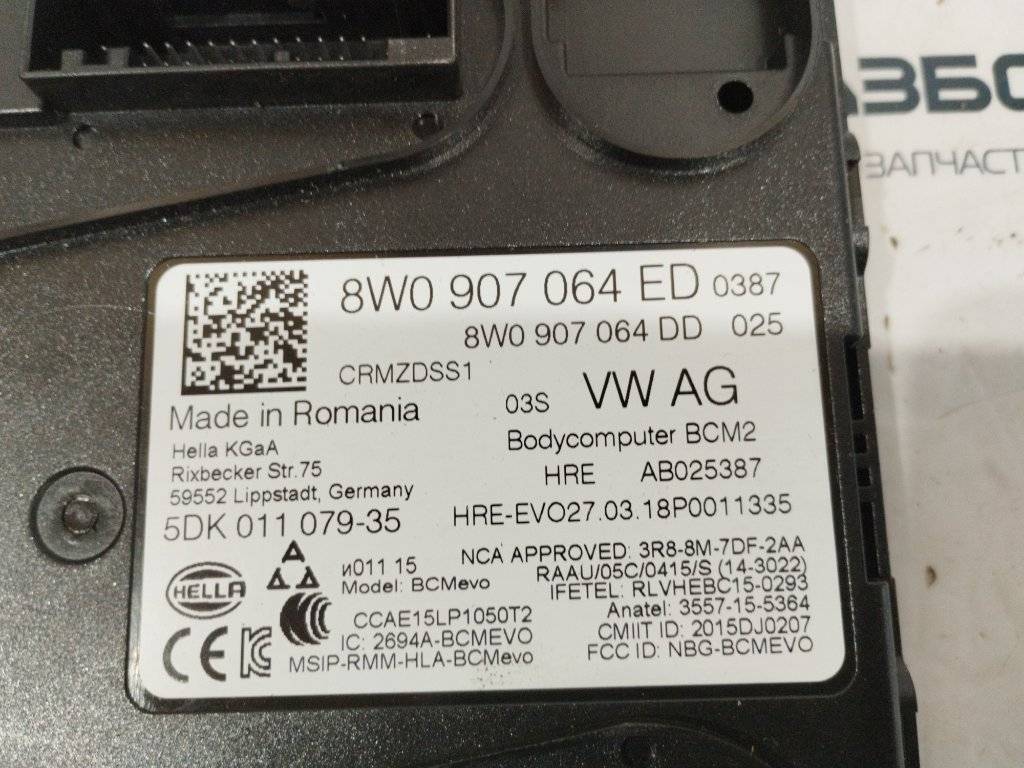 ЗБО
ЗАПЧАСТ
8W0 907 064 ED 0387
8W0 907 064 DD 025
CRMZDSS1
03S VW AG
Made in Romania
Bodycomputer BCM2
Hella KGaA
Rixbecker Str.75
59552 Lippstadt, Germany
HRE AB025387
5DK 011 079-35
HRE-EVO27.03.18P0011335
NCA APPROVED: 3R8-8M-7DF-2AA
RAAU/05C/0415/S (14-3022)
IFETEL: RLVHEBC15-0293
Anatel: 3557-15-5364
CMIIT ID: 2015DJ0207
FCC ID: NBG-BCMEVO
и011 15
Model: BCMevo
HELLA
CCAE15LP1050T2
IC: 2694A-BCMEVO
MSIP-RMM-HLA-BCMevo
CE